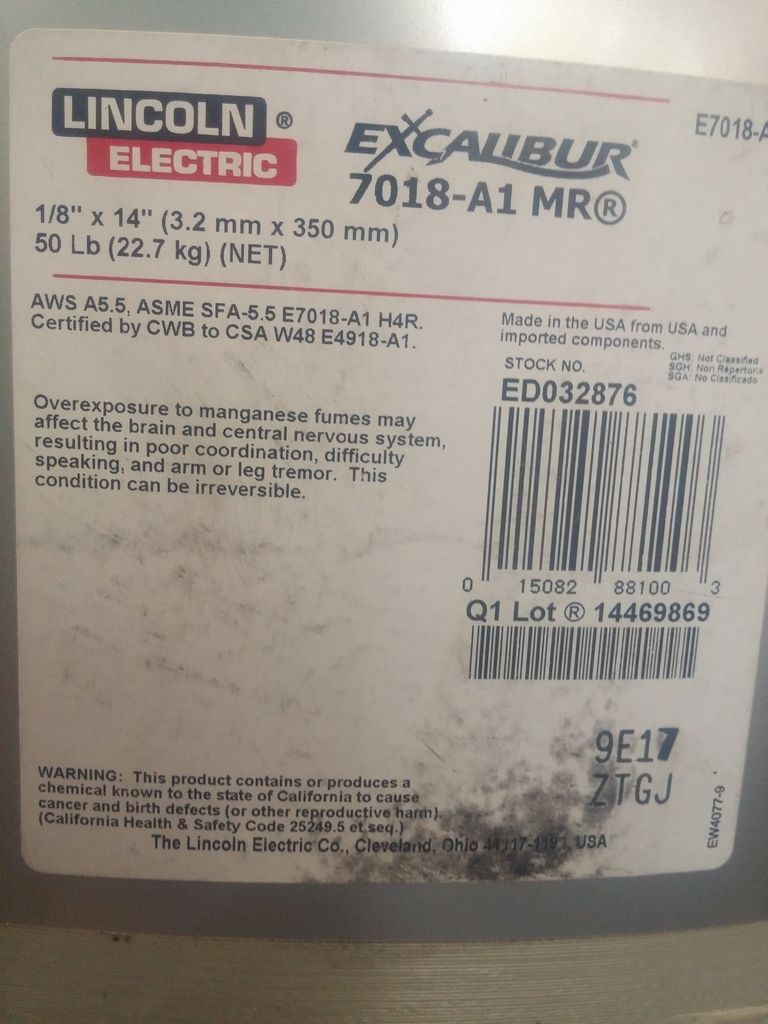 LINCOLN ®
ELECTRIC
EXCALIBUR®
7018-A1 MR®
E7018-A
1/8" x 14" (3.2 mm x 350 mm)
50 Lb (22.7 kg) (NET)
AWS A5.5, ASME SFA-5.5 E7018-A1 H4R.
Certified by CWB to CSA W48 E4918-A1.
Made in the USA from USA and
imported components.
GHS: Not Classified
SGH: Non Répertorié
SGA: No Clasificado
STOCK NO.
ED032876
Overexposure to manganese fumes may
affect the brain and central nervous system,
resulting in poor coordination, difficulty
speaking, and arm or leg tremor. This
condition can be irreversible.
0 15082 88100 3
Q1 Lot ® 14469869
9E17
ZTGJ
WARNING: This product contains or produces a
chemical known to the state of California to cause
cancer and birth defects (or other reproductive harm).
(California Health & Safety Code 25249.5 et seq.)
The Lincoln Electric Co., Cleveland, Ohio 44117-1199 USA
EW4077-9